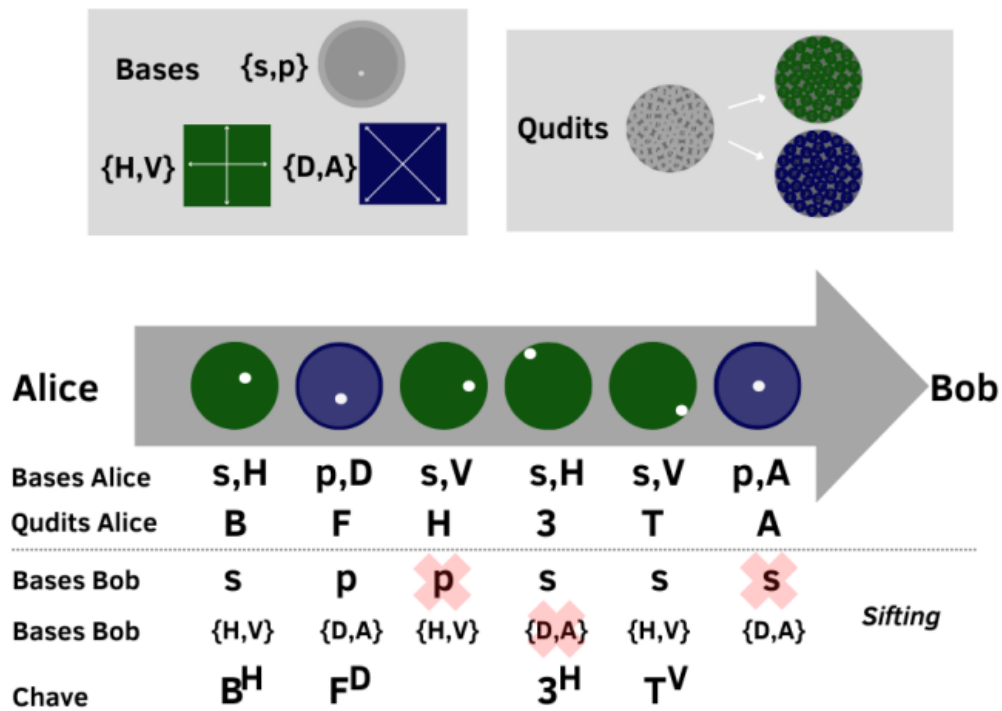 Bases {s,p}
{H,V} {D,A}
Qudits
Alice Bob
Bases Alice s,H p,D s,V s,H s,V p,A
Qudits Alice B F H 3 T A
Bases Bob s p p s s s
Sifting
Bases Bob {H,V} {D,A} {H,V} {D,A} {H,V} {D,A}
Chave B^H F^D 3^H T^V